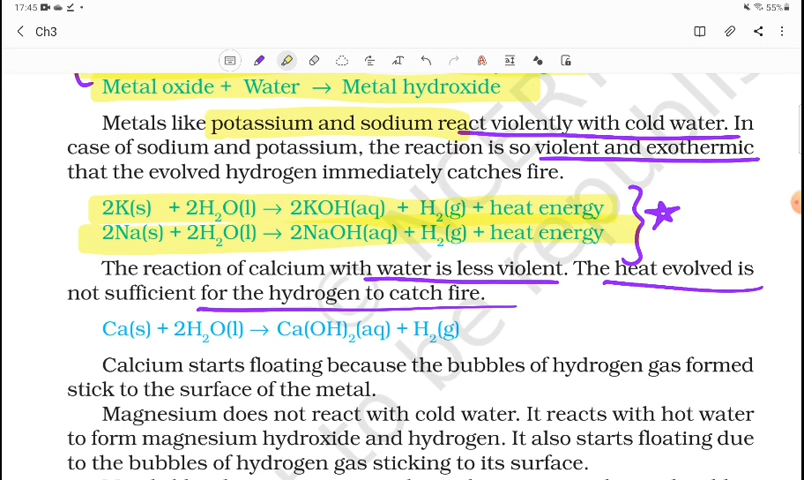 17:45
55%
Ch3
Metal oxide + Water → Metal hydroxide
Metals like potassium and sodium react violently with cold water. In
case of sodium and potassium, the reaction is so violent and exothermic
that the evolved hydrogen immediately catches fire.
2K(s) + 2H₂O(l) → 2KOH(aq) + H₂(g) + heat energy
2Na(s) + 2H₂O(l) → 2NaOH(aq) + H₂(g) + heat energy
The reaction of calcium with water is less violent. The heat evolved is
not sufficient for the hydrogen to catch fire.
Ca(s) + 2H₂O(l) → Ca(OH)₂(aq) + H₂(g)
Calcium starts floating because the bubbles of hydrogen gas formed
stick to the surface of the metal.
Magnesium does not react with cold water. It reacts with hot water
to form magnesium hydroxide and hydrogen. It also starts floating due
to the bubbles of hydrogen gas sticking to its surface.